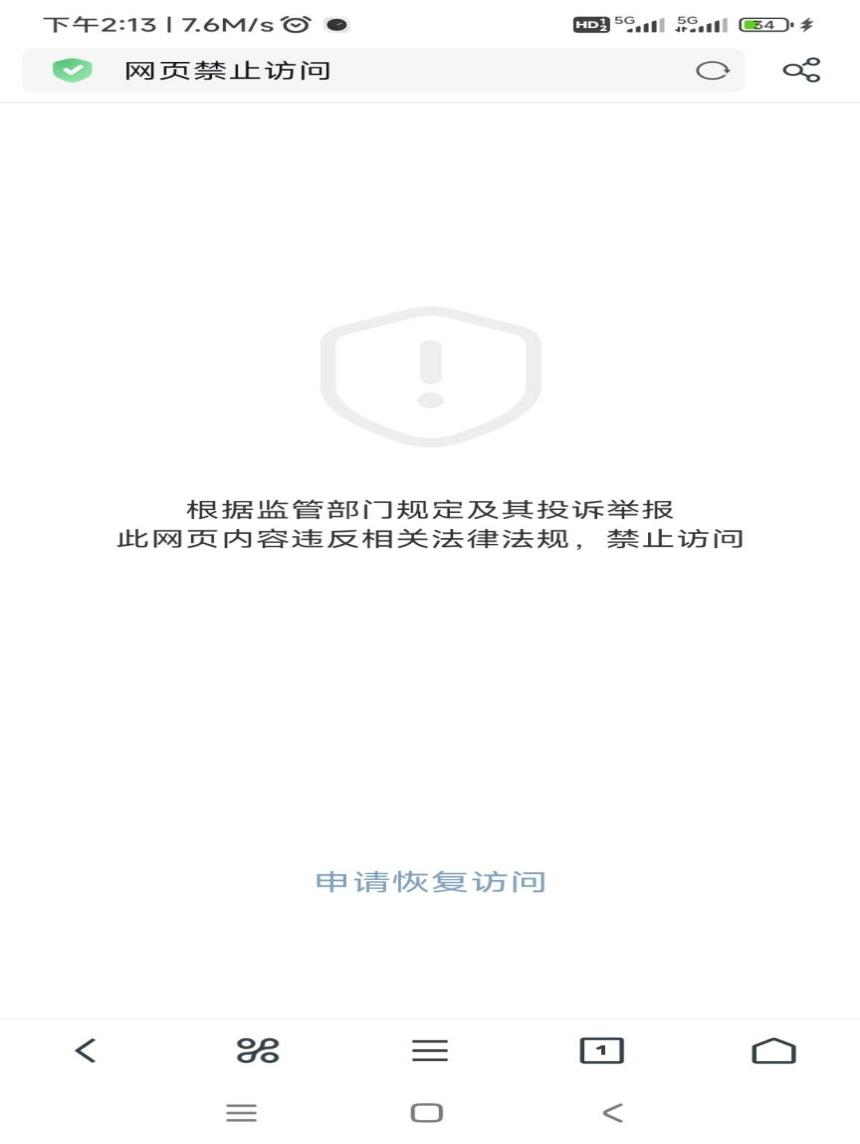 下午2:13 | 7.6M/s HD 1 2 5G 5G 34
网页禁止访问
根据监管部门规定及其投诉举报
此网页内容违反相关法律法规，禁止访问
申请恢复访问
1